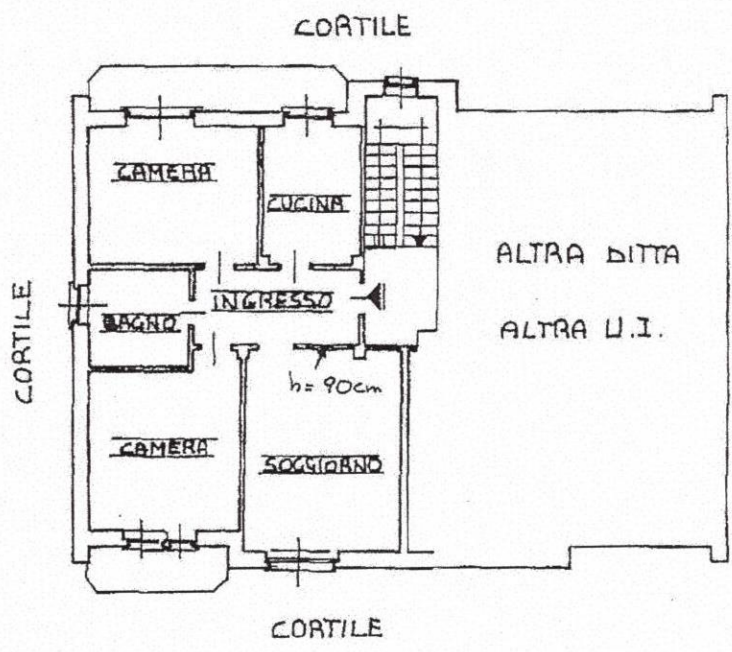 CORTILE
CAMERA
CUCINA
ALTRA DITTA
CORTILE
INGRESSO
BAGNO
ALTRA U.I.
h= 90cm
CAMERA
SOGGIORNO
CORTILE